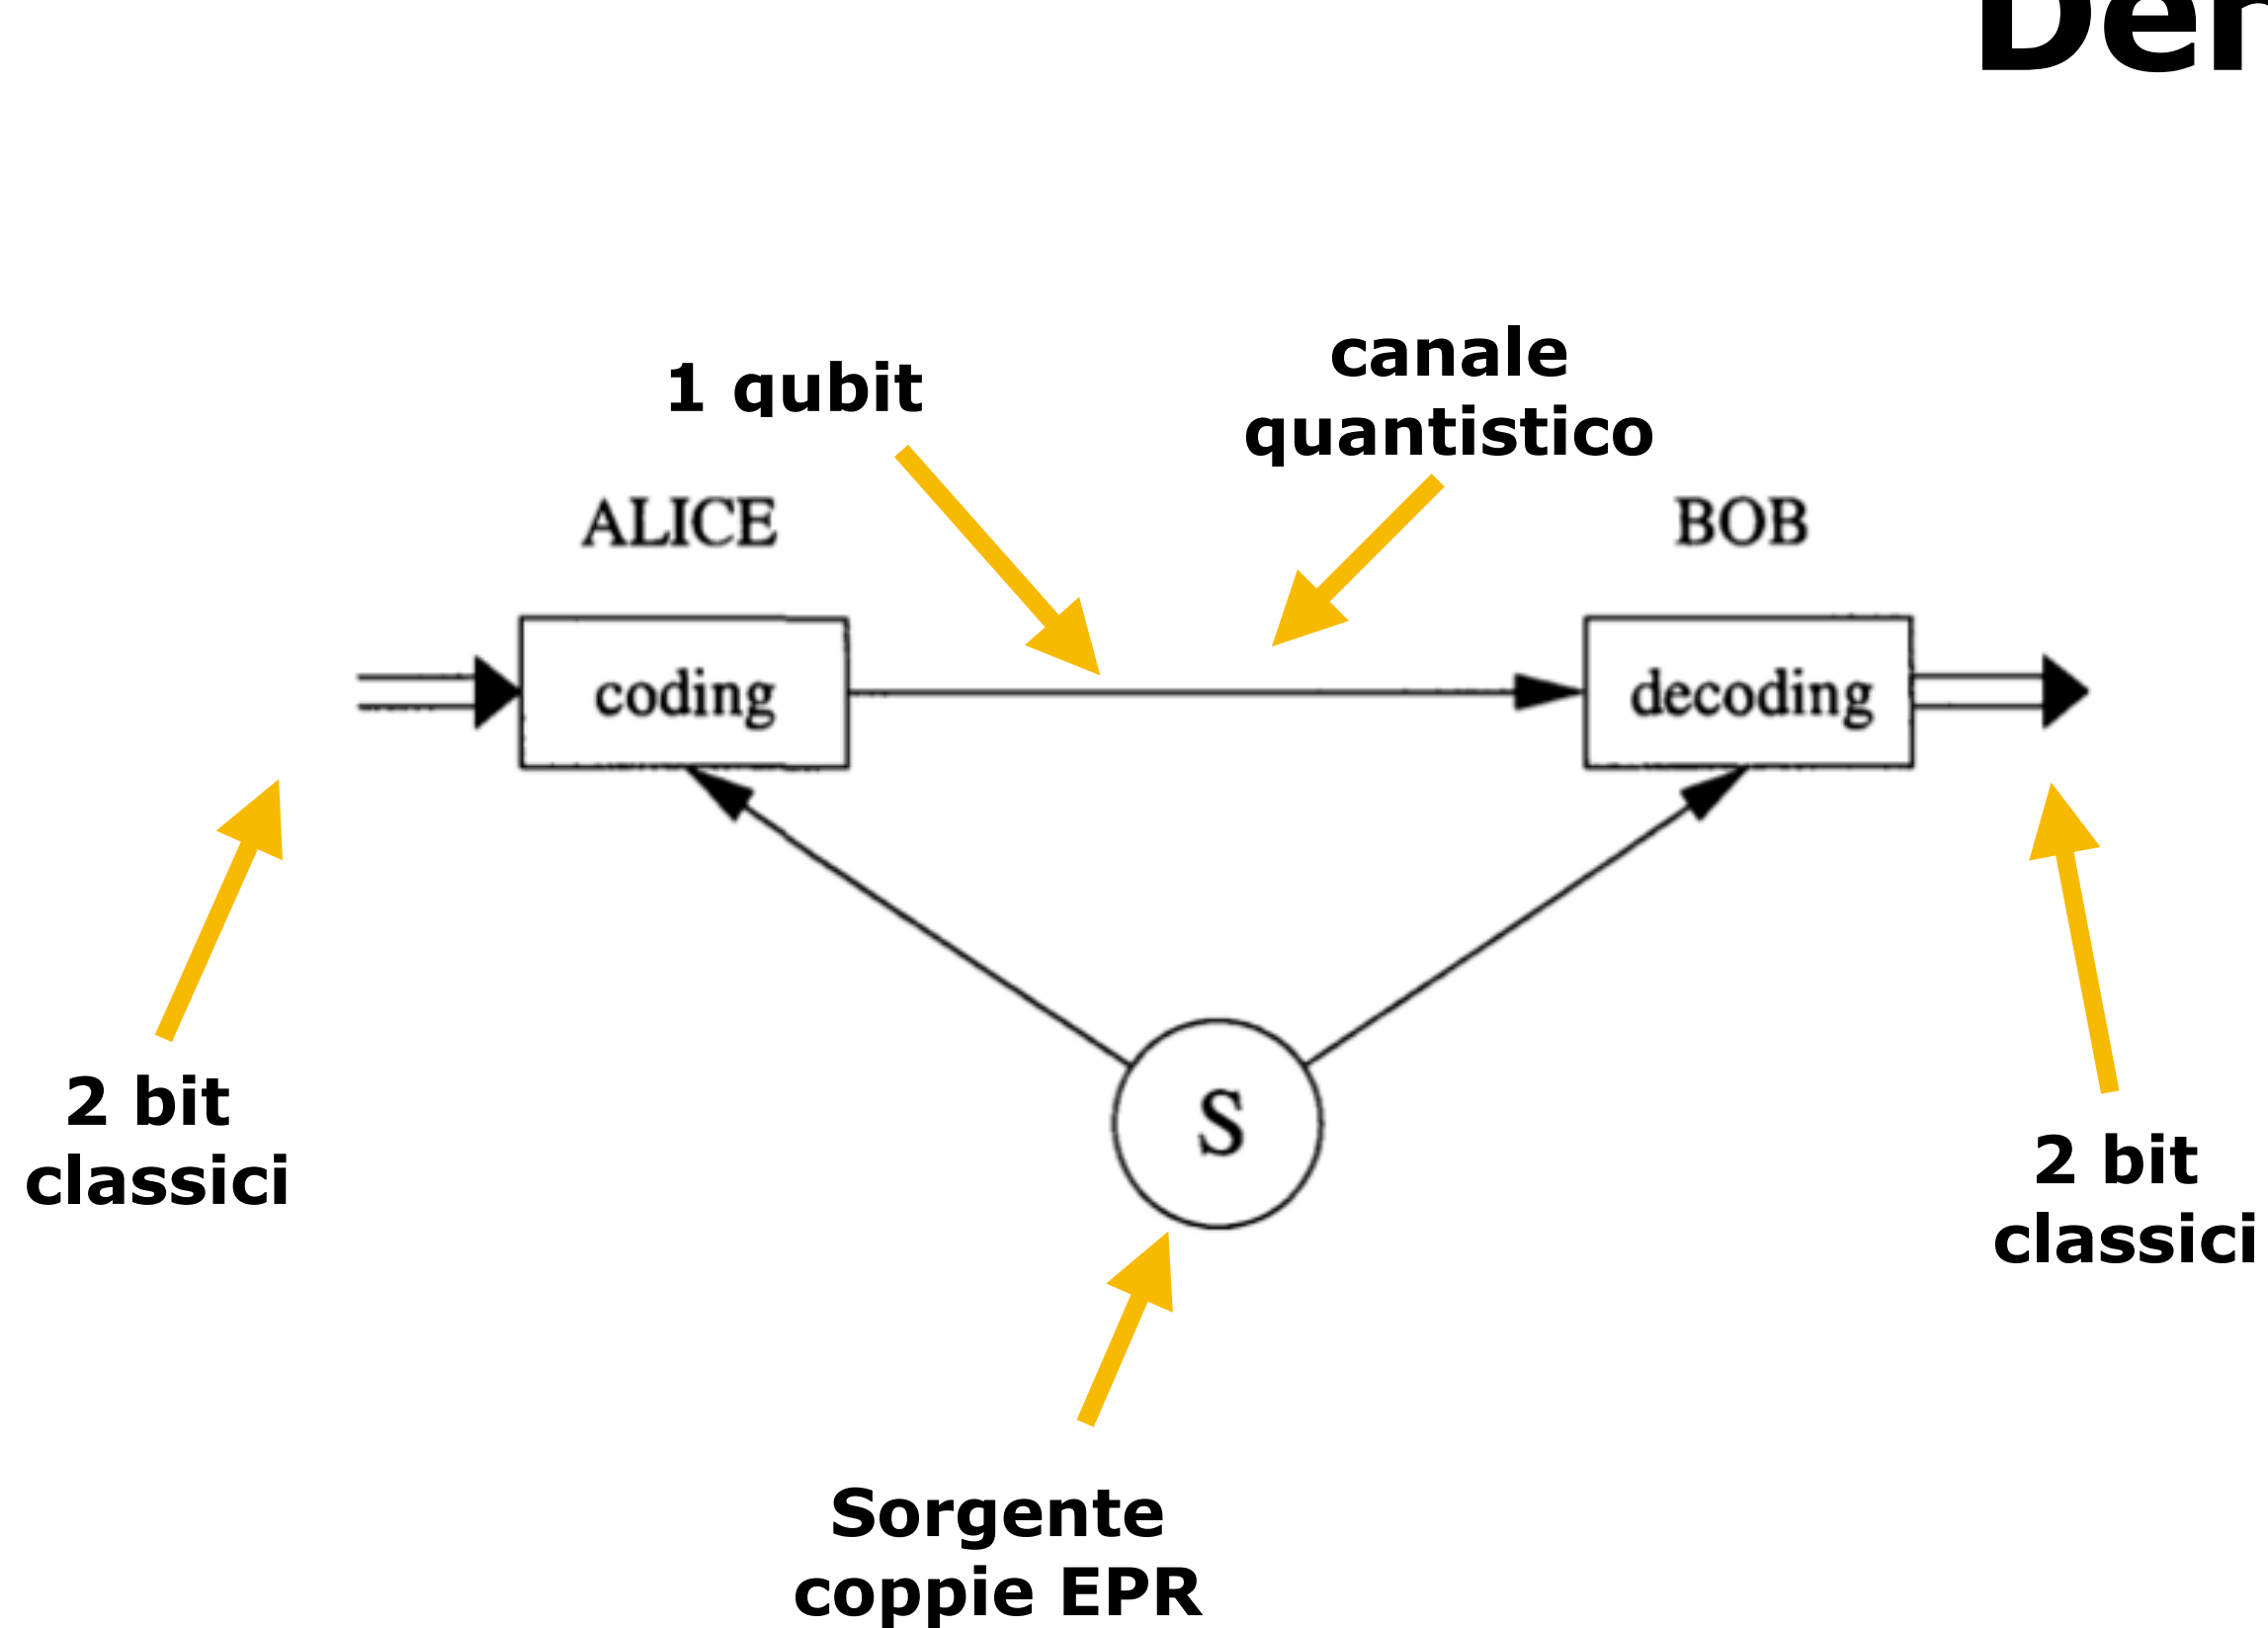 1 qubit
canale
quantistico
ALICE
BOB
coding
decoding
2 bit
classici
S
2 bit
classici
Sorgente
coppie EPR